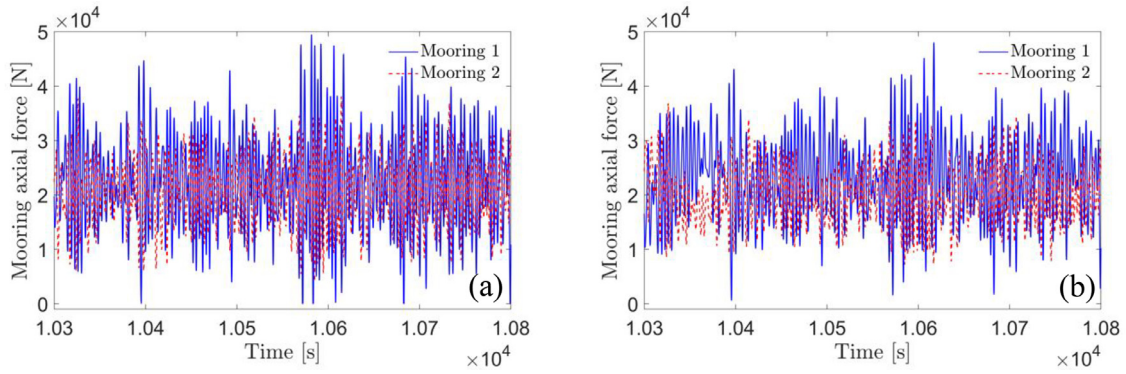 ×10⁴
5
4
3
2
1
0
Mooring axial force [N]
Mooring 1
Mooring 2
(a)
1.03 1.04 1.05 1.06 1.07 1.08
Time [s]
×10⁴
×10⁴
5
4
3
2
1
0
Mooring axial force [N]
Mooring 1
Mooring 2
(b)
1.03 1.04 1.05 1.06 1.07 1.08
Time [s]
×10⁴